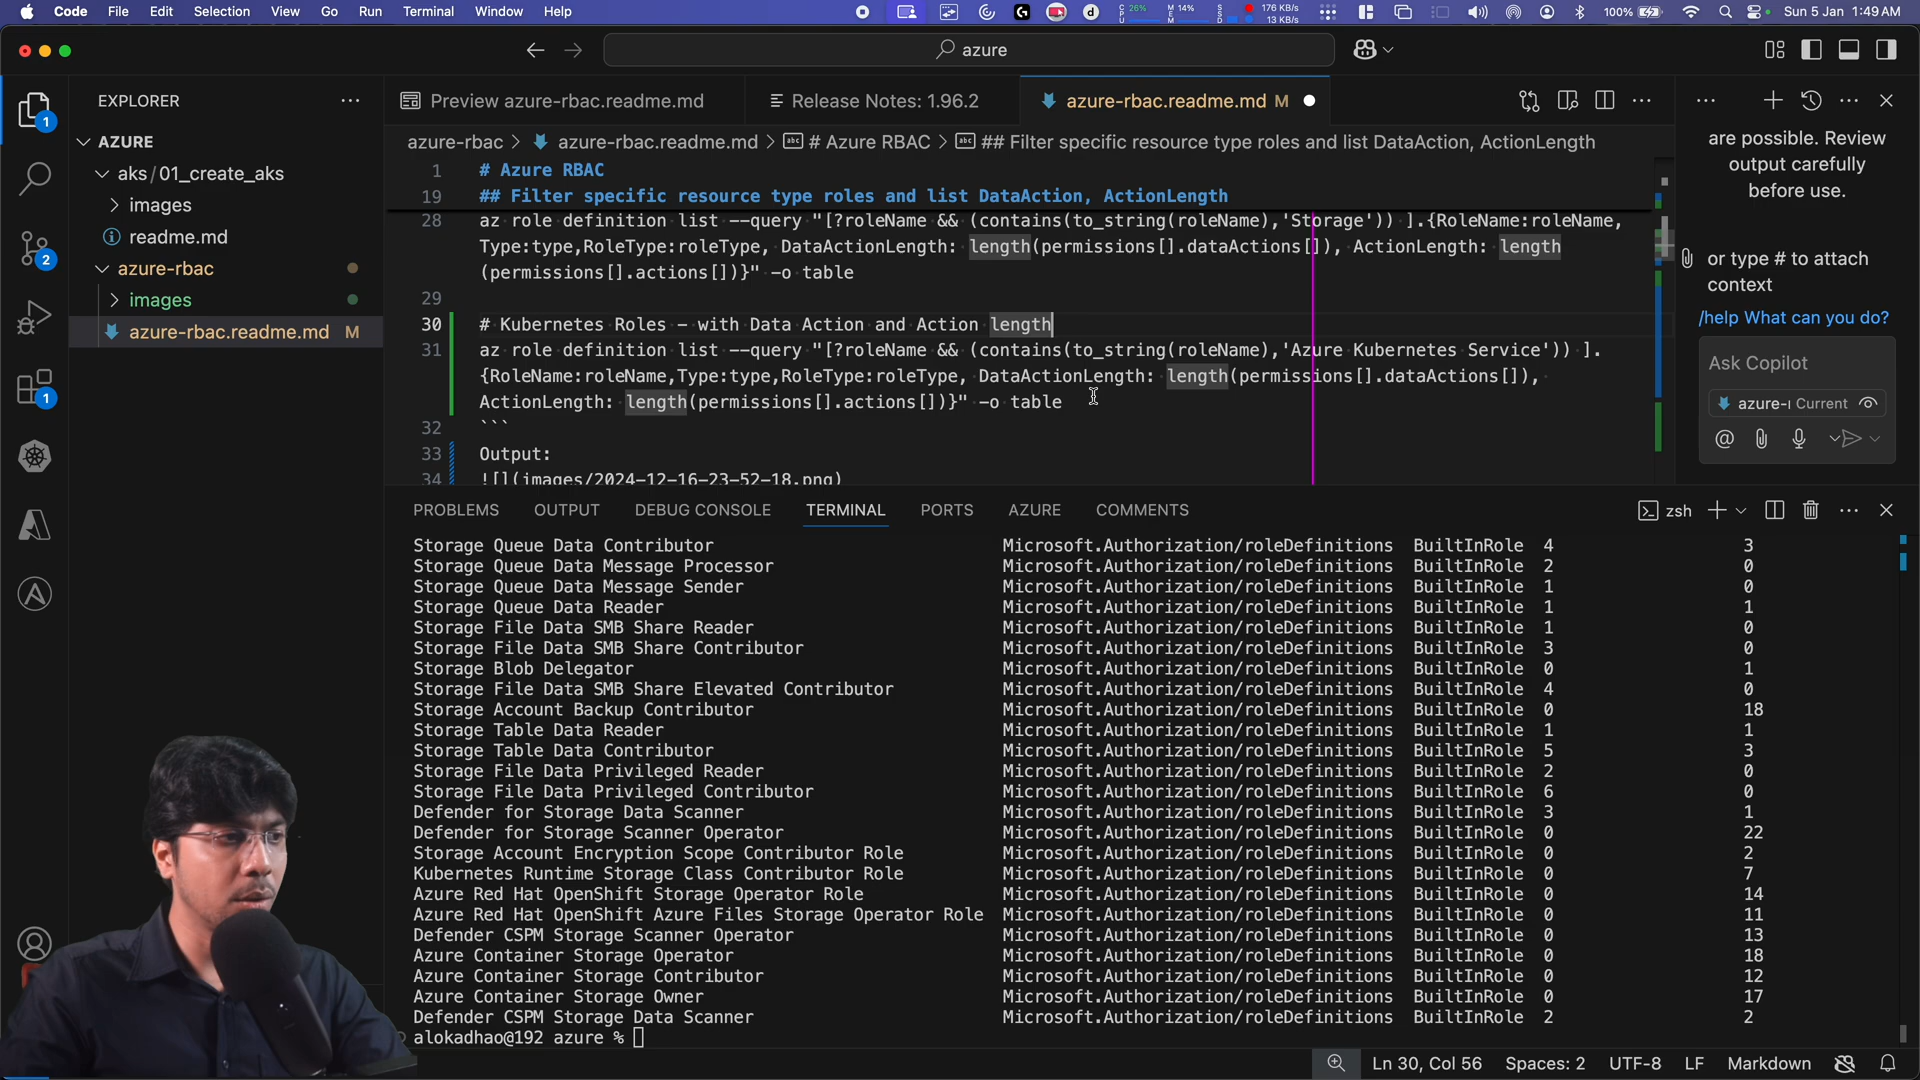 Code File Edit Selection View Go Run Terminal Window Help
26% 14% 176 KB/s 13 KB/s 100% Sun 5 Jan 1:49 AM
azure
EXPLORER
AZURE
aks/01_create_aks
images
readme.md
azure-rbac
images
azure-rbac.readme.md M
1
2
1
Preview azure-rbac.readme.md
Release Notes: 1.96.2
azure-rbac.readme.md M
azure-rbac > azure-rbac.readme.md > # Azure RBAC > ## Filter specific resource type roles and list DataAction, ActionLength
1 # Azure RBAC
19 ## Filter specific resource type roles and list DataAction, ActionLength
28 az role definition list --query "[?roleName && (contains(to_string(roleName),'Storage')) ].{RoleName:roleName,
Type:type,RoleType:roleType, DataActionLength: length(permissions[].dataActions[]), ActionLength: length
(permissions[].actions[])}" -o table
29
30 # Kubernetes Roles - with Data Action and Action length
31 az role definition list --query "[?roleName && (contains(to_string(roleName),'Azure Kubernetes Service')) ].
{RoleName:roleName,Type:type,RoleType:roleType, DataActionLength: length(permissions[].dataActions[]),
ActionLength: length(permissions[].actions[])}" -o table
32 ```
33 Output:
34 ![](images/2024-12-16-23-52-18.png)
are possible. Review
output carefully
before use.
or type # to attach
context
/help What can you do?
Ask Copilot
azure-r Current
PROBLEMS OUTPUT DEBUG CONSOLE TERMINAL PORTS AZURE COMMENTS
zsh
Storage Queue Data Contributor Microsoft.Authorization/roleDefinitions BuiltInRole 4 3
Storage Queue Data Message Processor Microsoft.Authorization/roleDefinitions BuiltInRole 2 0
Storage Queue Data Message Sender Microsoft.Authorization/roleDefinitions BuiltInRole 1 0
Storage Queue Data Reader Microsoft.Authorization/roleDefinitions BuiltInRole 1 1
Storage File Data SMB Share Reader Microsoft.Authorization/roleDefinitions BuiltInRole 1 0
Storage File Data SMB Share Contributor Microsoft.Authorization/roleDefinitions BuiltInRole 3 0
Storage Blob Delegator Microsoft.Authorization/roleDefinitions BuiltInRole 0 1
Storage File Data SMB Share Elevated Contributor Microsoft.Authorization/roleDefinitions BuiltInRole 4 0
Storage Account Backup Contributor Microsoft.Authorization/roleDefinitions BuiltInRole 0 18
Storage Table Data Reader Microsoft.Authorization/roleDefinitions BuiltInRole 1 1
Storage Table Data Contributor Microsoft.Authorization/roleDefinitions BuiltInRole 5 3
Storage File Data Privileged Reader Microsoft.Authorization/roleDefinitions BuiltInRole 2 0
Storage File Data Privileged Contributor Microsoft.Authorization/roleDefinitions BuiltInRole 6 0
Defender for Storage Data Scanner Microsoft.Authorization/roleDefinitions BuiltInRole 3 1
Defender for Storage Scanner Operator Microsoft.Authorization/roleDefinitions BuiltInRole 0 22
Storage Account Encryption Scope Contributor Role Microsoft.Authorization/roleDefinitions BuiltInRole 0 2
Kubernetes Runtime Storage Class Contributor Role Microsoft.Authorization/roleDefinitions BuiltInRole 0 7
Azure Red Hat OpenShift Storage Operator Role Microsoft.Authorization/roleDefinitions BuiltInRole 0 14
Azure Red Hat OpenShift Azure Files Storage Operator Role Microsoft.Authorization/roleDefinitions BuiltInRole 0 11
Defender CSPM Storage Scanner Operator Microsoft.Authorization/roleDefinitions BuiltInRole 0 13
Azure Container Storage Operator Microsoft.Authorization/roleDefinitions BuiltInRole 0 18
Azure Container Storage Contributor Microsoft.Authorization/roleDefinitions BuiltInRole 0 12
Azure Container Storage Owner Microsoft.Authorization/roleDefinitions BuiltInRole 0 17
Defender CSPM Storage Data Scanner Microsoft.Authorization/roleDefinitions BuiltInRole 2 2
alokadhao@192 azure %
Ln 30, Col 56 Spaces: 2 UTF-8 LF Markdown